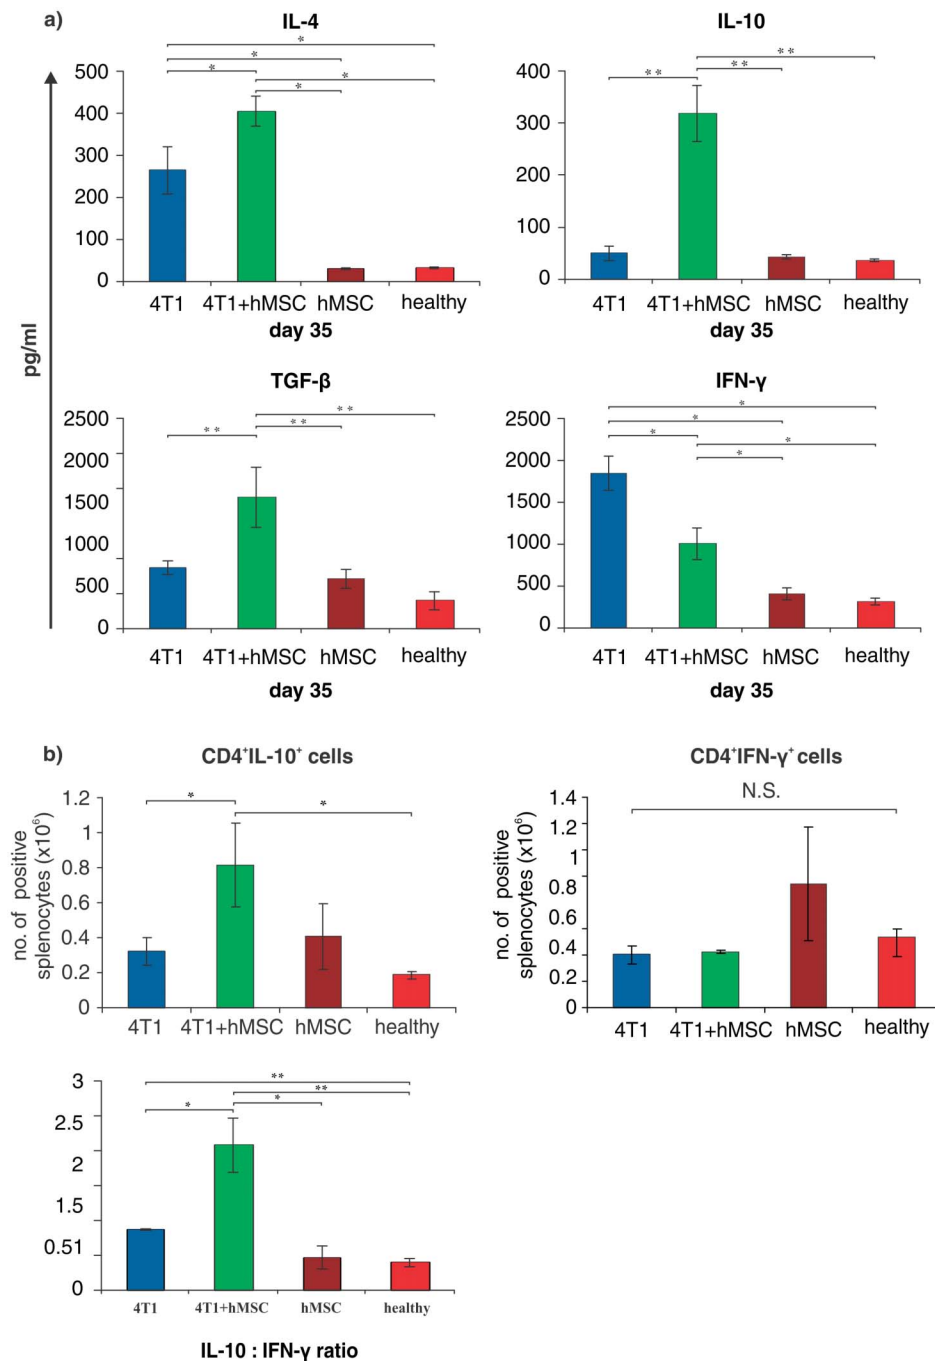 a)
IL-4
* * * * *
500
400
300
200
100
0
4T1 4T1+hMSC hMSC healthy
day 35
IL-10
** ** **
400
300
200
100
0
4T1 4T1+hMSC hMSC healthy
day 35
pg/ml
TGF-β
** ** **
2500
2000
1500
1000
500
0
4T1 4T1+hMSC hMSC healthy
day 35
IFN-γ
* * * * *
2500
2000
1500
1000
500
0
4T1 4T1+hMSC hMSC healthy
day 35
b)
CD4⁺IL-10⁺ cells
* *
no. of positive
splenocytes (x10⁶)
1.2
1
0.8
0.6
0.4
0.2
0
4T1 4T1+hMSC hMSC healthy
CD4⁺IFN-γ⁺ cells
N.S.
no. of positive
splenocytes (x10⁶)
1.4
1.2
1
0.8
0.6
0.4
0.2
0
4T1 4T1+hMSC hMSC healthy
** ** * *
3
2.5
2
1.5
0.51
0
4T1 4T1+hMSC hMSC healthy
IL-10 : IFN-γ ratio